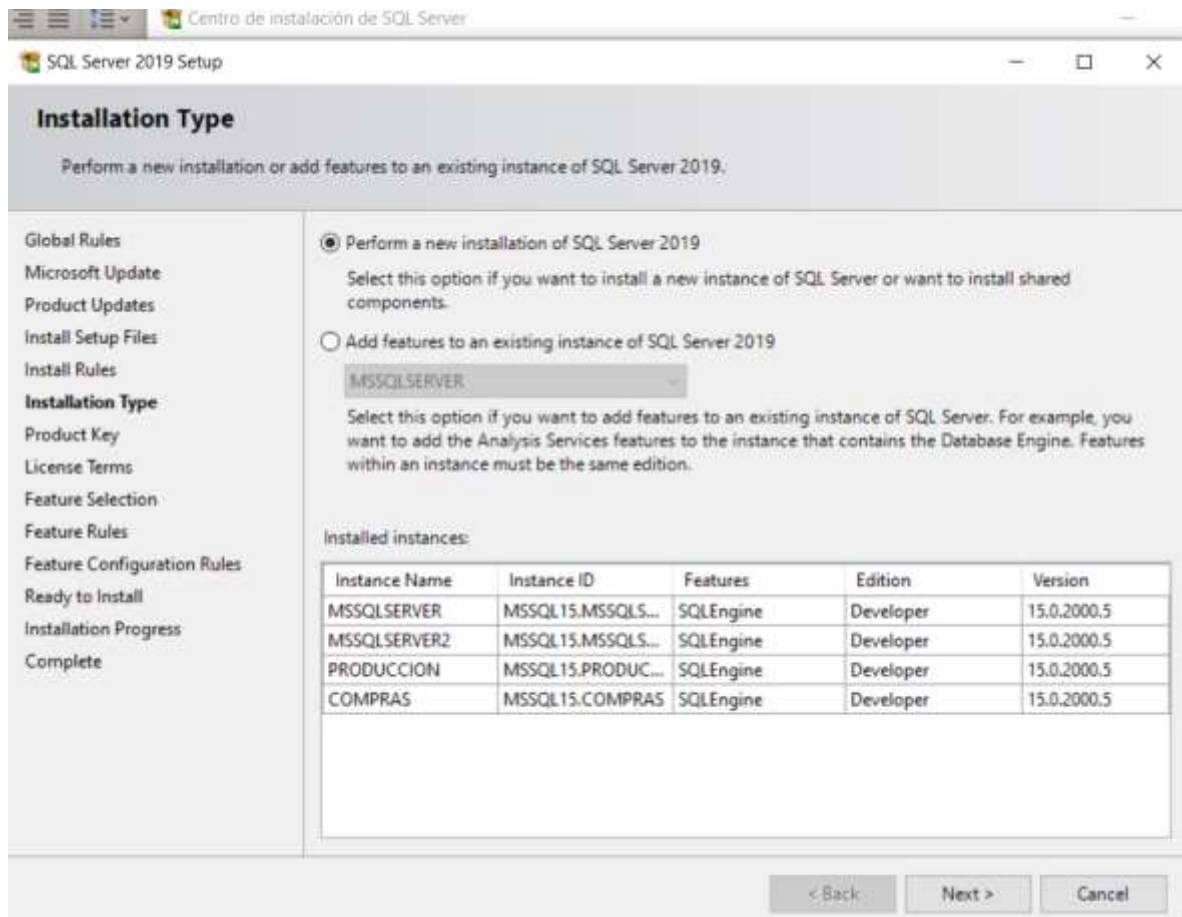 Centro de instalación de SQL Server
SQL Server 2019 Setup
Installation Type
Perform a new installation or add features to an existing instance of SQL Server 2019.
Global Rules
Microsoft Update
Product Updates
Install Setup Files
Install Rules
Installation Type
Product Key
License Terms
Feature Selection
Feature Rules
Feature Configuration Rules
Ready to Install
Installation Progress
Complete
Perform a new installation of SQL Server 2019
Select this option if you want to install a new instance of SQL Server or want to install shared
components.
Add features to an existing instance of SQL Server 2019
MSSQLSERVER
Select this option if you want to add features to an existing instance of SQL Server. For example, you
want to add the Analysis Services features to the instance that contains the Database Engine. Features
within an instance must be the same edition.
Installed instances:
Instance Name Instance ID Features Edition Version
MSSQLSERVER MSSQL15.MSSQLS... SQLEngine Developer 15.0.2000.5
MSSQLSERVER2 MSSQL15.MSSQLS... SQLEngine Developer 15.0.2000.5
PRODUCCION MSSQL15.PRODUC... SQLEngine Developer 15.0.2000.5
COMPRAS MSSQL15.COMPRAS SQLEngine Developer 15.0.2000.5
< Back Next > Cancel